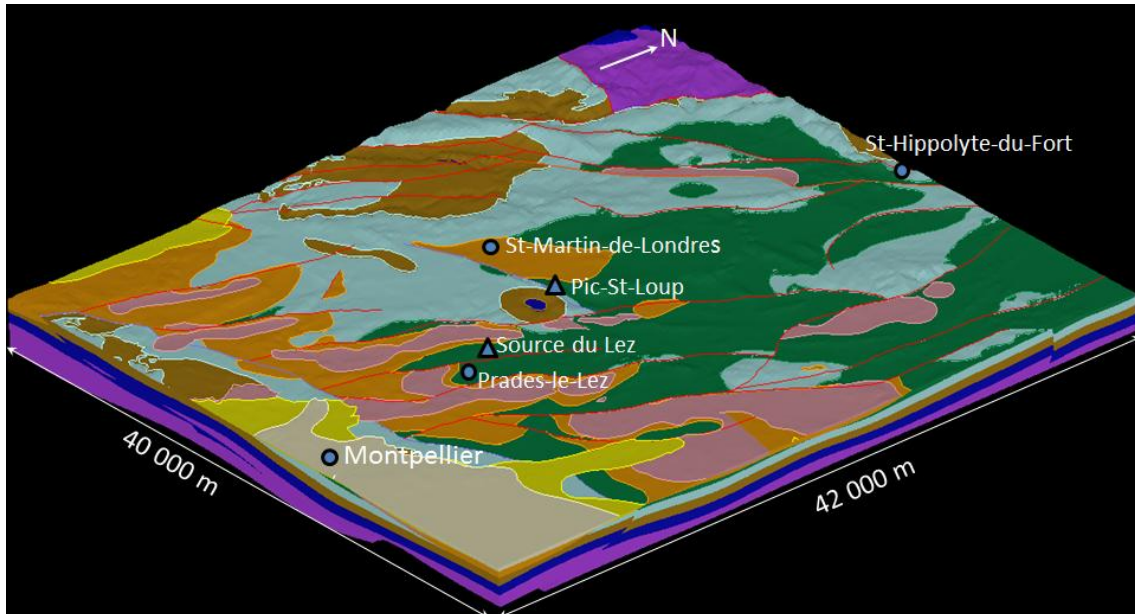 N
St-Hippolyte-du-Fort
St-Martin-de-Londres
Pic-St-Loup
Source du Lez
Prades-le-Lez
Montpellier
40 000 m
42 000 m